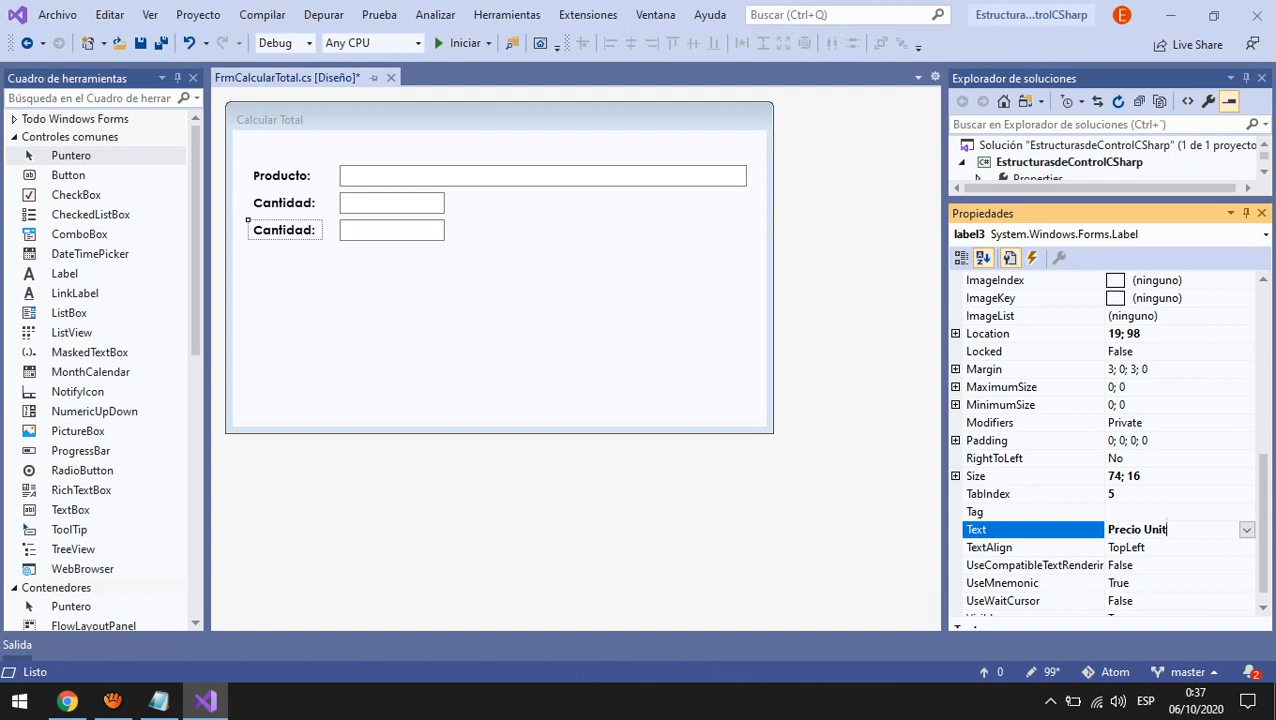 Archivo Editar Ver Proyecto Compilar Depurar Prueba Analizar Herramientas Extensiones Ventana Ayuda Buscar (Ctrl+Q) Estructura...trolCSharp E
Debug Any CPU Iniciar Live Share
Cuadro de herramientas
Búsqueda en el Cuadro de herrar
Todo Windows Forms
Controles comunes
Puntero
Button
CheckBox
CheckedListBox
ComboBox
DateTimePicker
Label
LinkLabel
ListBox
ListView
MaskedTextBox
MonthCalendar
NotifyIcon
NumericUpDown
PictureBox
ProgressBar
RadioButton
RichTextBox
TextBox
ToolTip
TreeView
WebBrowser
Contenedores
Puntero
FlowLayoutPanel
FrmCalcularTotal.cs [Diseño]*
Calcular Total
Producto:
Cantidad:
Cantidad:
Explorador de soluciones
Buscar en Explorador de soluciones (Ctrl+´)
Solución "EstructurasdeControlCSharp" (1 de 1 proyecto
C# EstructurasdeControlCSharp
Properties
Propiedades
label3 System.Windows.Forms.Label
ImageIndex (ninguno)
ImageKey (ninguno)
ImageList (ninguno)
Location 19; 98
Locked False
Margin 3; 0; 3; 0
MaximumSize 0; 0
MinimumSize 0; 0
Modifiers Private
Padding 0; 0; 0; 0
RightToLeft No
Size 74; 16
TabIndex 5
Tag
Text Precio Unit
TextAlign TopLeft
UseCompatibleTextRenderin False
UseMnemonic True
UseWaitCursor False
Salida
Listo 0 99* Atom master 2
ESP 0:37
06/10/2020